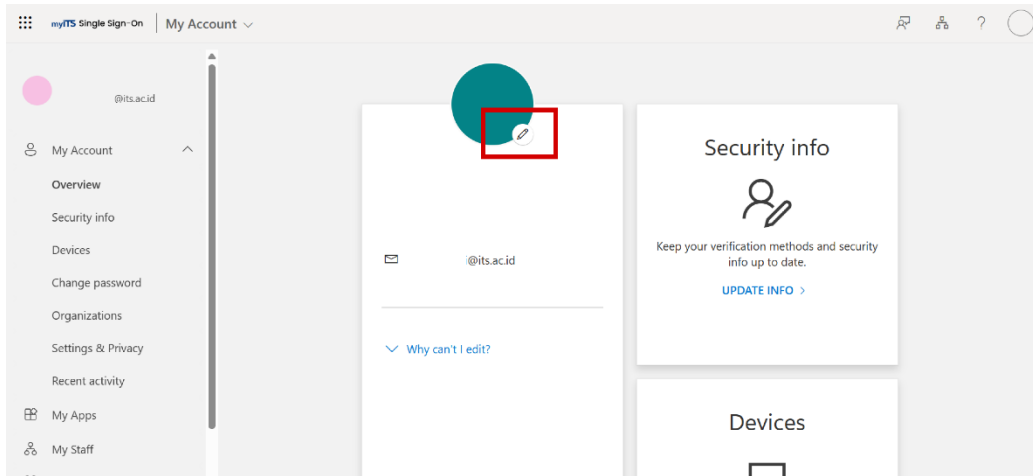 myITS Single Sign-On
My Account
?
@its.ac.id
My Account
Overview
Security info
Devices
Change password
Organizations
Settings & Privacy
Recent activity
My Apps
My Staff
@its.ac.id
Why can't I edit?
Security info
Keep your verification methods and security
info up to date.
UPDATE INFO >
Devices